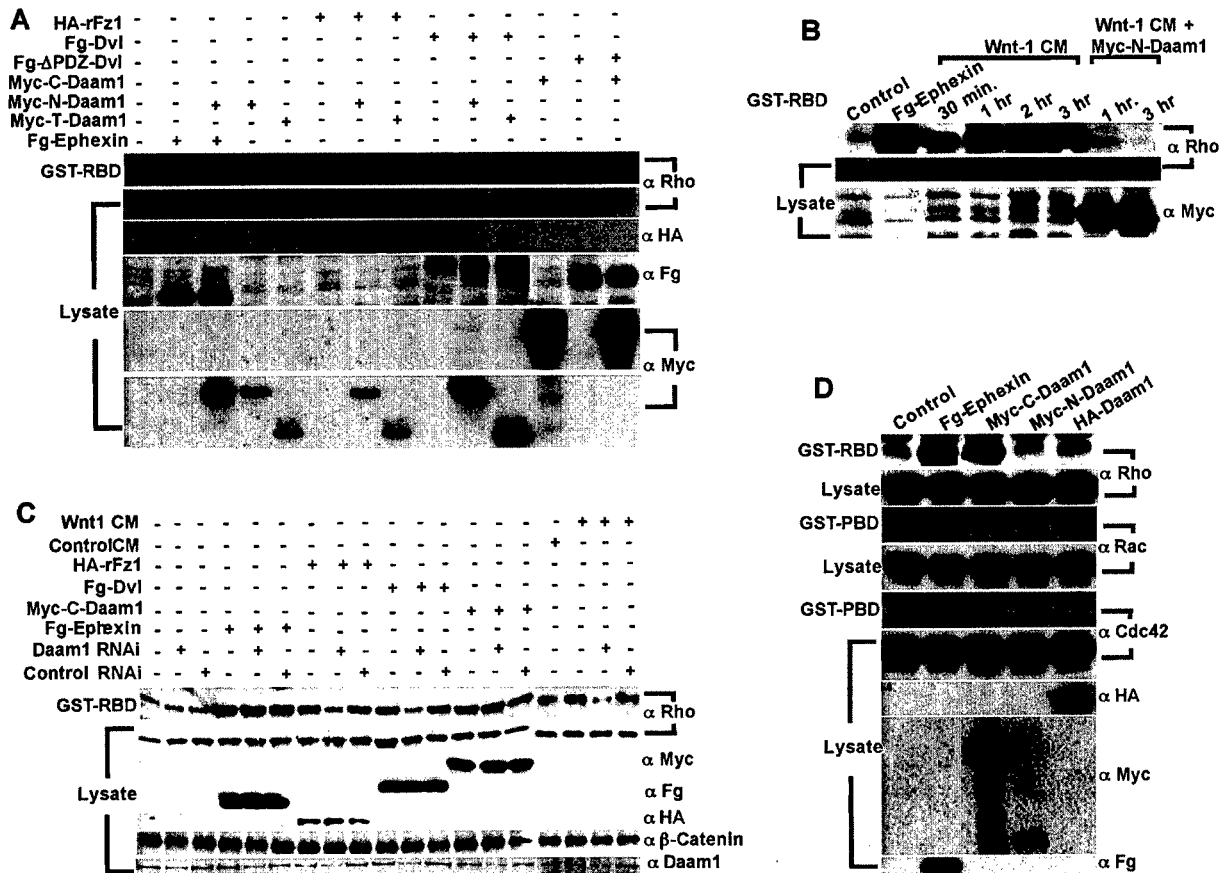 A
HA-rFz1 - - - - - + + + - - - - - -
Fg-Dvl - - - - - - - - + + + - - -
Fg-ΔPDZ-Dvl - - - - - - - - - - - - + +
Myc-C-Daam1 - - - - - - - - - - - + - +
Myc-N-Daam1 - - + + - - + - - + - - - -
Myc-T-Daam1 - - - - + - - + - - + - - -
Fg-Ephexin - + + - - - - - - - - - - -
GST-RBD
α Rho
α HA
α Fg
Lysate
α Myc
B
Wnt-1 CM
Wnt-1 CM +
Myc-N-Daam1
GST-RBD
Control
Fg-Ephexin
30 min.
1 hr
2 hr
3 hr
1 hr.
3 hr
α Rho
Lysate
α Myc
C
Wnt1 CM - - - - - - - - - - - - - - - - + + +
ControlCM - - - - - - - - - - - - - - - + - - -
HA-rFz1 - - - - - - + + + - - - - - - - - - -
Fg-Dvl - - - - - - - - - + + + - - - - - - -
Myc-C-Daam1 - - - - - - - - - - - - + + + - - - -
Fg-Ephexin - - - + + + - - - - - - - - - - - - -
Daam1 RNAi - + - - + - - + - - + - - + - - - + -
Control RNAi - - + - - + - - + - - + - - + - - - +
GST-RBD
α Rho
α Myc
Lysate
α Fg
α HA
α β-Catenin
α Daam1
D
Control
Fg-Ephexin
Myc-C-Daam1
Myc-N-Daam1
HA-Daam1
GST-RBD
α Rho
Lysate
GST-PBD
α Rac
Lysate
GST-PBD
α Cdc42
α HA
Lysate
α Myc
α Fg